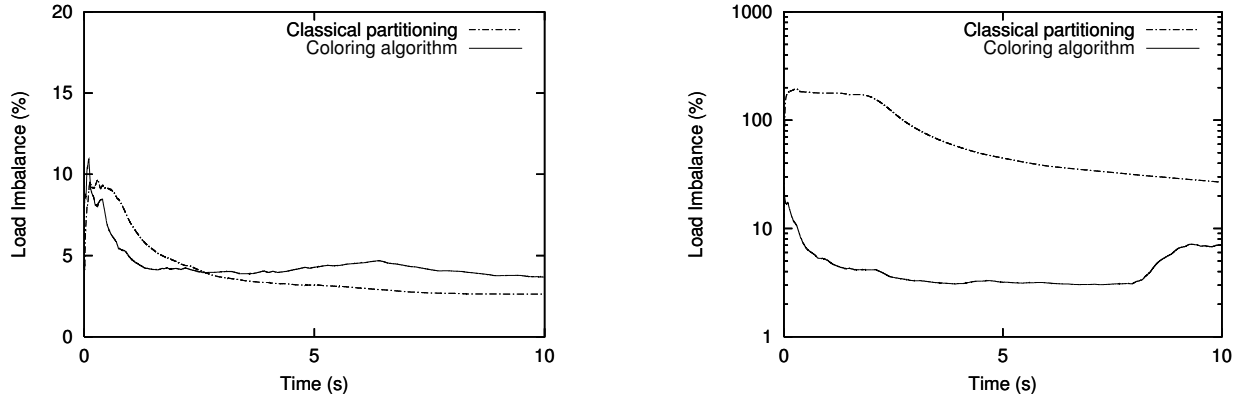 20
15
10
5
0
0
5
10
Load Imbalance (%)
Time (s)
Classical partitioning
Coloring algorithm
1000
100
10
1
0
5
10
Load Imbalance (%)
Time (s)
Classical partitioning
Coloring algorithm